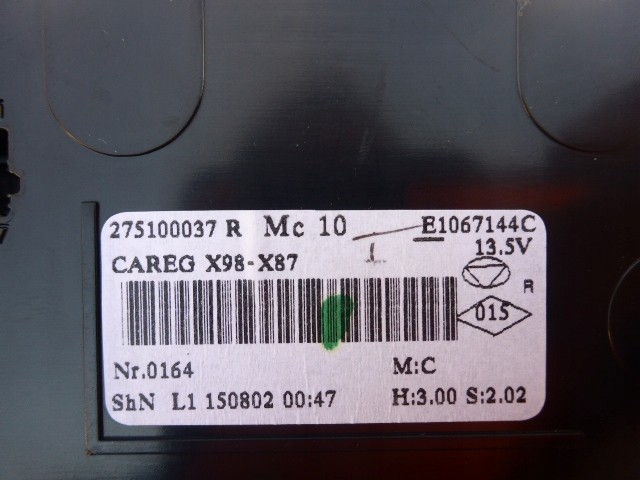 275100037 R Mc 10 E1067144C
13.5V
CAREG X98-X87
R
015
Nr.0164 M:C
ShN L1 150802 00:47 H:3.00 S:2.02